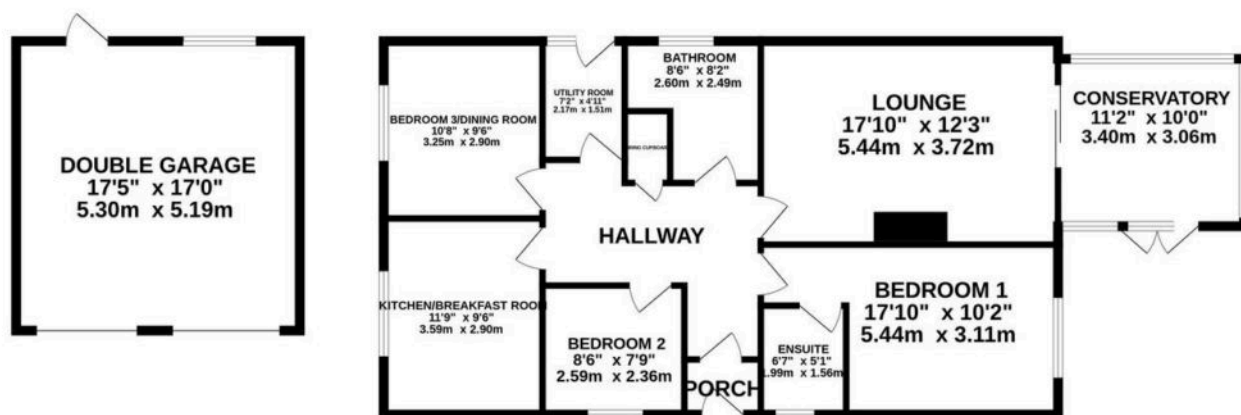 DOUBLE GARAGE
17'5" x 17'0"
5.30m x 5.19m
BEDROOM 3/DINING ROOM
10'8" x 9'6"
3.25m x 2.90m
UTILITY ROOM
7'2" x 4'11"
2.17m x 1.51m
BATHROOM
8'6" x 8'2"
2.60m x 2.49m
CUPBOARD
LOUNGE
17'10" x 12'3"
5.44m x 3.72m
CONSERVATORY
11'2" x 10'0"
3.40m x 3.06m
HALLWAY
KITCHEN/BREAKFAST ROOM
11'9" x 9'6"
3.59m x 2.90m
BEDROOM 2
8'6" x 7'9"
2.59m x 2.36m
PORCH
ENSUITE
6'7" x 5'1"
1.99m x 1.56m
BEDROOM 1
17'10" x 10'2"
5.44m x 3.11m